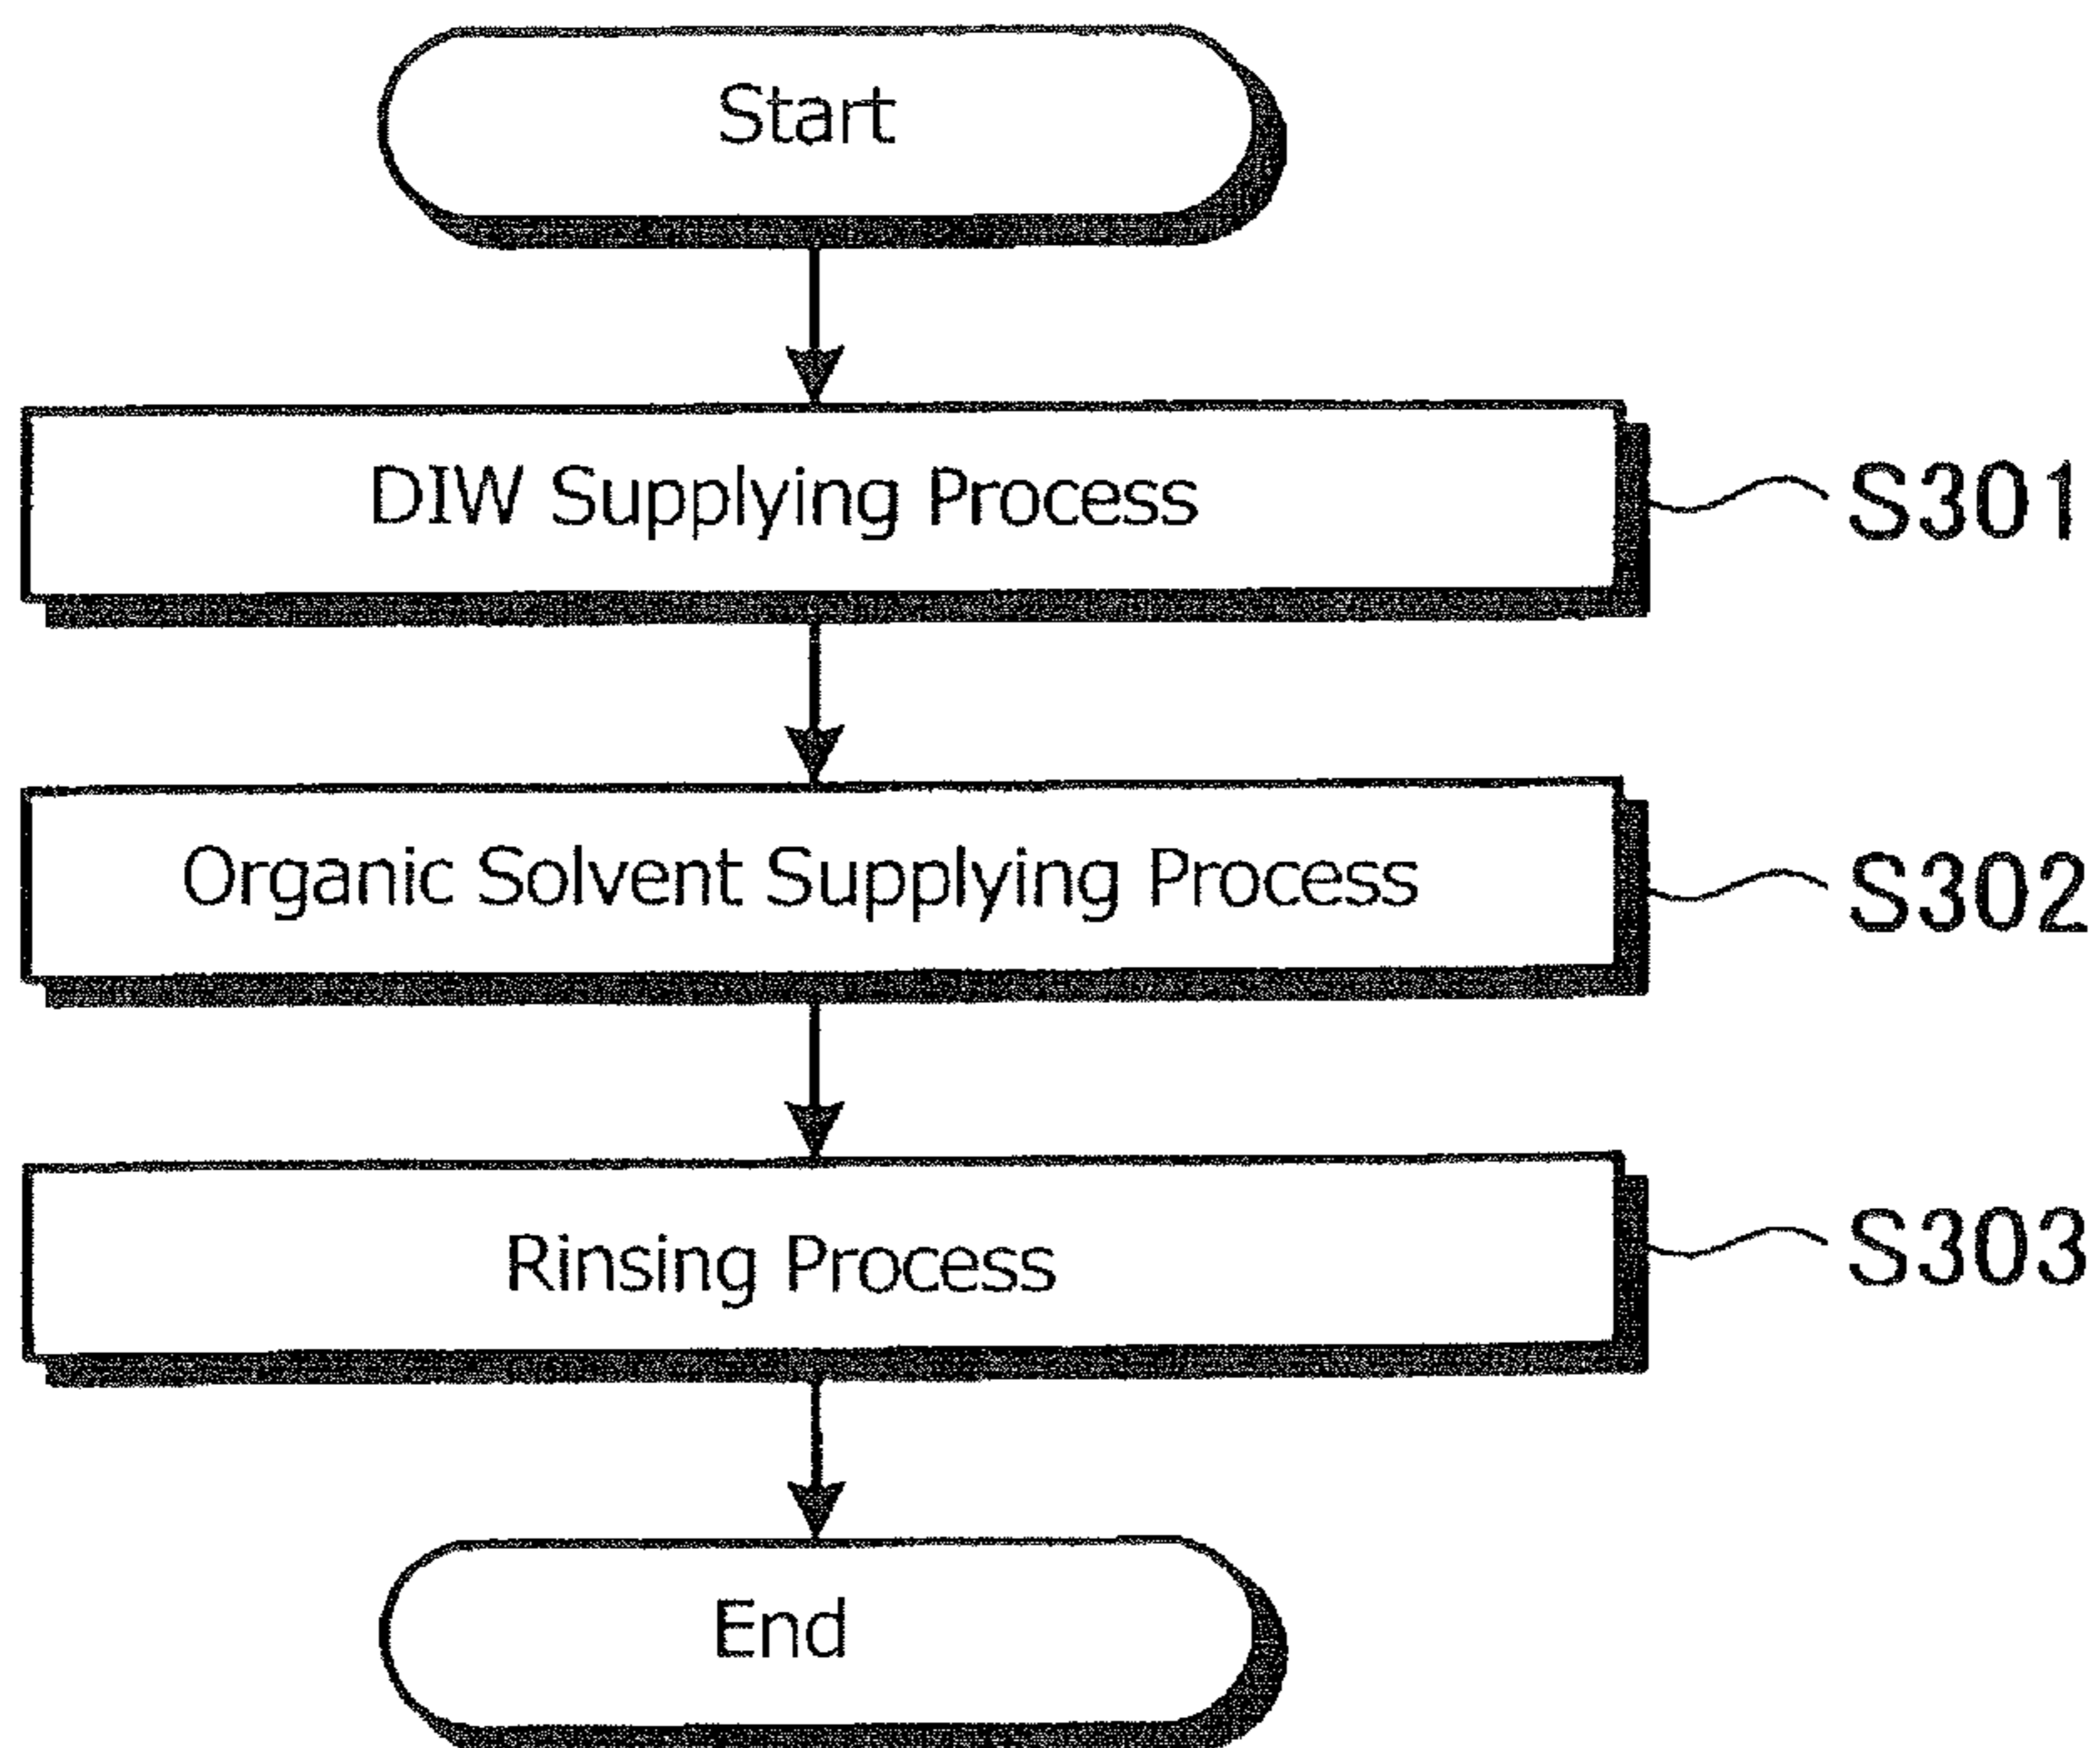 Start
DIW Supplying Process
S301
Organic Solvent Supplying Process
S302
Rinsing Process
S303
End